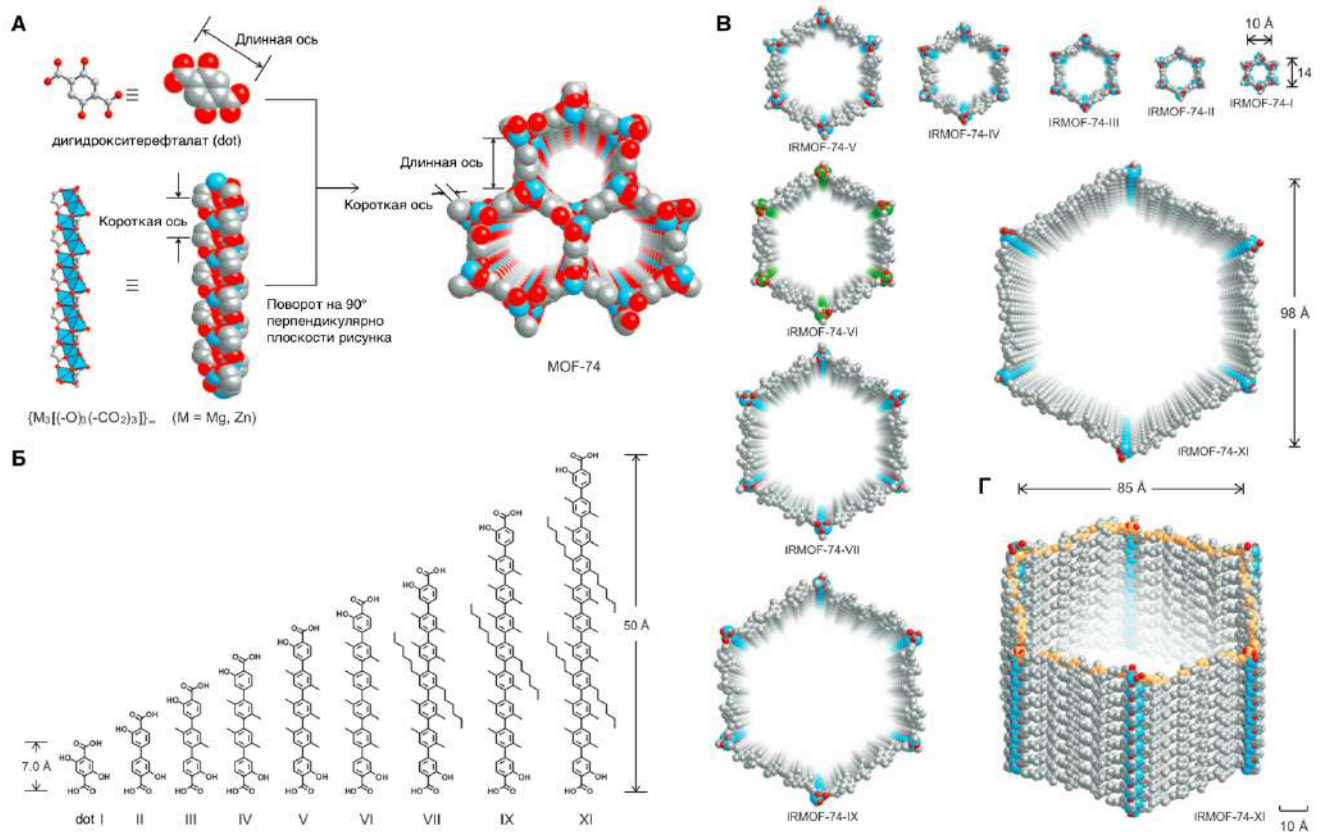 А
Длинная ось
≡
дигидрокситерефталат (dot)
Короткая ось
≡
Поворот на 90°
перпендикулярно
плоскости рисунка
{M₃[(-O)₃(-CO₂)₃]}∞
(M = Mg, Zn)
Длинная ось
Короткая ось
MOF-74
Б
7.0 Å
50 Å
dot I
II
III
IV
V
VI
VII
IX
XI
В
10 Å
14
IRMOF-74-V
IRMOF-74-IV
IRMOF-74-III
IRMOF-74-II
IRMOF-74-I
IRMOF-74-VI
IRMOF-74-VII
IRMOF-74-IX
98 Å
IRMOF-74-XI
Г
85 Å
IRMOF-74-XI
10 Å